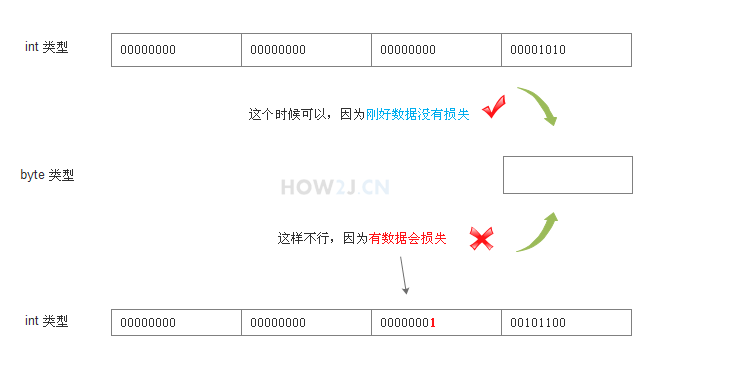 int 类型 00000000 00000000 00000000 00001010
这个时候可以，因为刚好数据没有损失
byte 类型
HOW2J.CN
这样不行，因为有数据会损失
int 类型 00000000 00000000 00000001 00101100